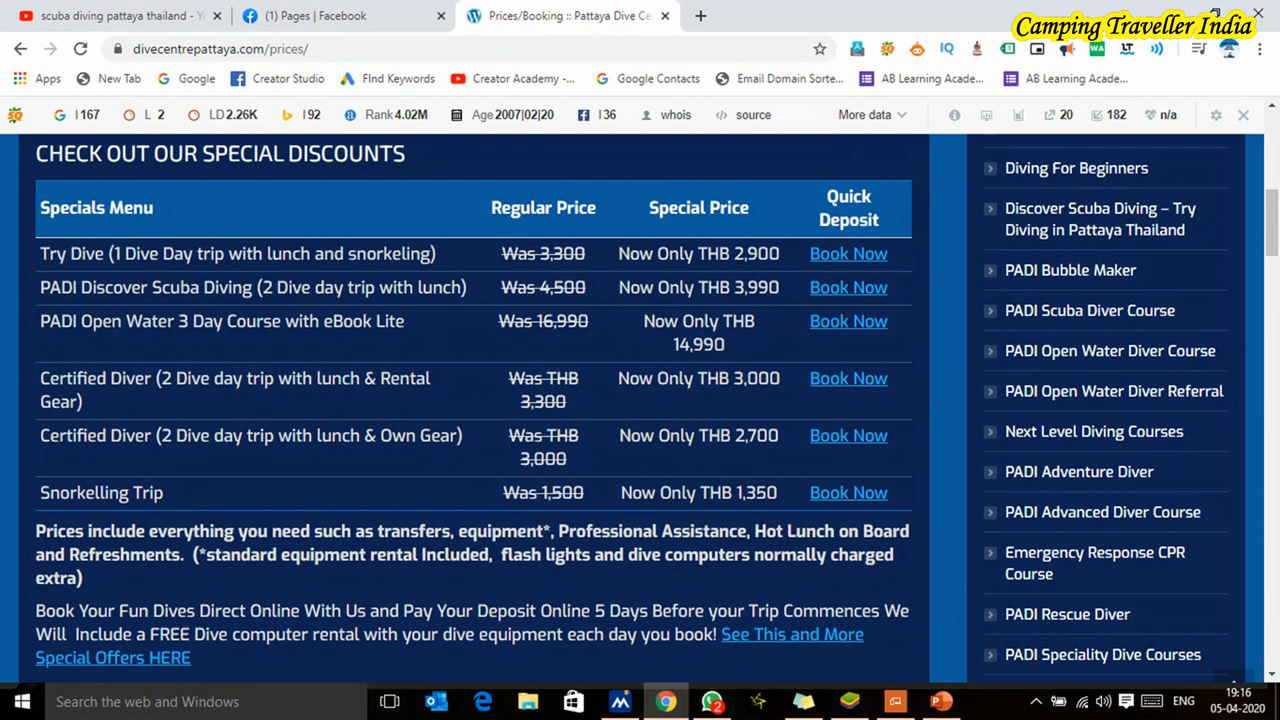 scuba diving pattaya thailand - Y
(1) Pages | Facebook
Prices/Booking :: Pattaya Dive Ce
Camping Traveller India
divecentrepattaya.com/prices/
Apps
New Tab
Google
Creator Studio
Find Keywords
Creator Academy -...
Google Contacts
Email Domain Sorte...
AB Learning Acade...
AB Learning Acade...
I 167
L 2
LD 2.26K
I 92
Rank 4.02M
Age 2007|02|20
I 36
whois
source
More data
20
182
n/a
CHECK OUT OUR SPECIAL DISCOUNTS
Specials Menu Regular Price Special Price Quick Deposit
Try Dive (1 Dive Day trip with lunch and snorkeling) Was 3,300 Now Only THB 2,900 Book Now
PADI Discover Scuba Diving (2 Dive day trip with lunch) Was 4,500 Now Only THB 3,990 Book Now
PADI Open Water 3 Day Course with eBook Lite Was 16,990 Now Only THB 14,990 Book Now
Certified Diver (2 Dive day trip with lunch & Rental Gear) Was THB 3,300 Now Only THB 3,000 Book Now
Certified Diver (2 Dive day trip with lunch & Own Gear) Was THB 3,000 Now Only THB 2,700 Book Now
Snorkelling Trip Was 1,500 Now Only THB 1,350 Book Now
Prices include everything you need such as transfers, equipment*, Professional Assistance, Hot Lunch on Board
and Refreshments. (*standard equipment rental Included, flash lights and dive computers normally charged
extra)
Book Your Fun Dives Direct Online With Us and Pay Your Deposit Online 5 Days Before your Trip Commences We
Will Include a FREE Dive computer rental with your dive equipment each day you book! See This and More
Special Offers HERE
Diving For Beginners
Discover Scuba Diving – Try
Diving in Pattaya Thailand
PADI Bubble Maker
PADI Scuba Diver Course
PADI Open Water Diver Course
PADI Open Water Diver Referral
Next Level Diving Courses
PADI Adventure Diver
PADI Advanced Diver Course
Emergency Response CPR
Course
PADI Rescue Diver
PADI Speciality Dive Courses
Search the web and Windows
2
ENG
19:16
05-04-2020